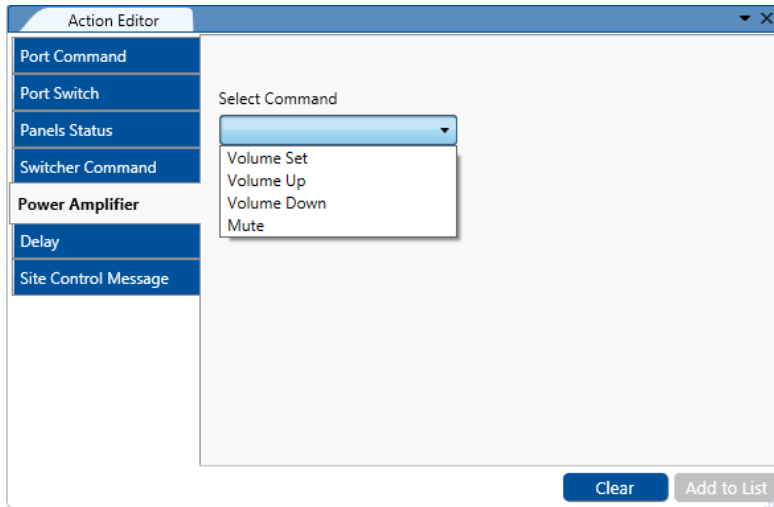 Action Editor
Port Command
Port Switch
Panels Status
Switcher Command
Power Amplifier
Delay
Site Control Message
Select Command
Volume Set
Volume Up
Volume Down
Mute
Clear
Add to List